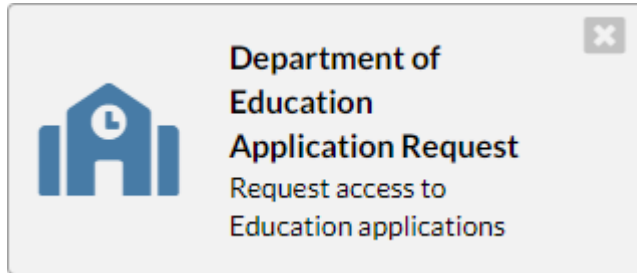 Department of
Education
Application Request
Request access to
Education applications